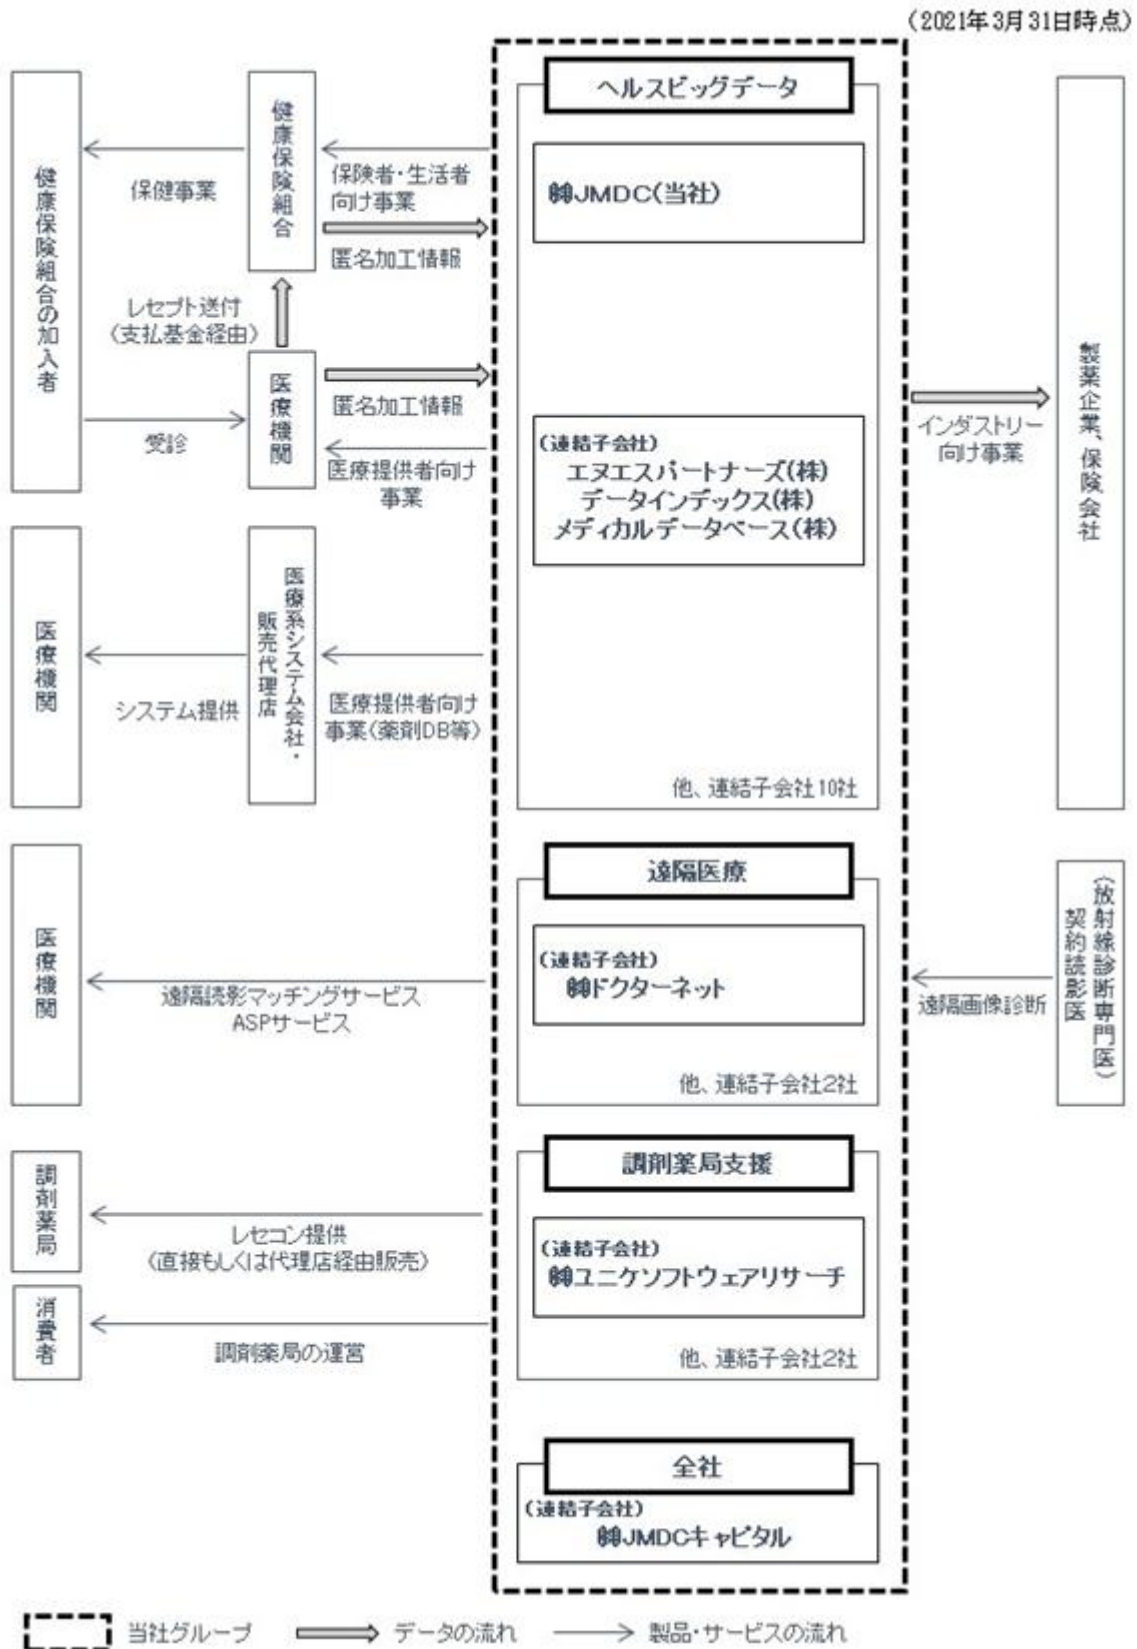 (2021年3月31日時点)
ヘルスビッグデータ
㈱JMDC(当社)
健康保険組合の加入者
保健事業
健康保険組合
保険者・生活者
向け事業
匿名加工情報
レセプト送付
(支払基金経由)
受診
医療機関
匿名加工情報
医療提供者向け
事業
(連結子会社)
エヌエスパートナーズ(株)
データインデックス(株)
メディカルデータベース(株)
インダストリー
向け事業
製薬企業、保険会社
医療機関
システム提供
医療系システム会社・
販売代理店
医療提供者向け
事業(薬剤DB等)
他、連結子会社10社
遠隔医療
(連結子会社)
㈱ドクターネット
他、連結子会社2社
医療機関
遠隔読影マッチングサービス
ASPサービス
遠隔画像診断
(放射線診断専門医)
契約読影医
調剤薬局支援
(連結子会社)
㈱ユニケソフトウェアリサーチ
他、連結子会社2社
調剤薬局
レセコン提供
(直接もしくは代理店経由販売)
消費者
調剤薬局の運営
全社
(連結子会社)
㈱JMDCキャピタル
当社グループ
データの流れ
製品・サービスの流れ